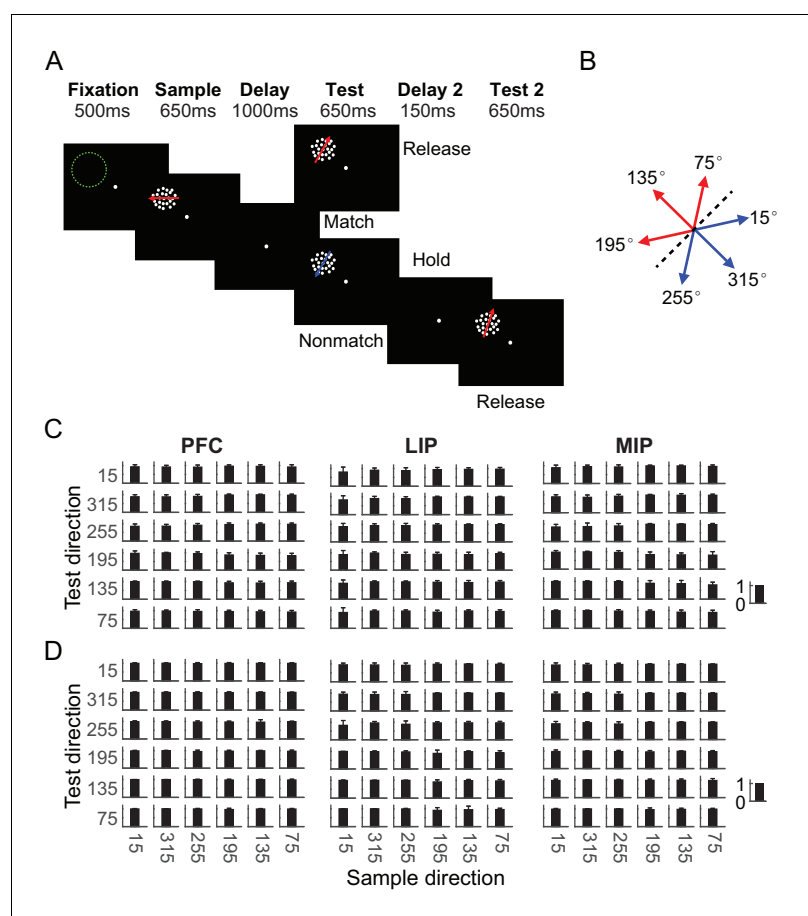 A
B
Fixation Sample Delay Test Delay 2 Test 2
500ms 650ms 1000ms 650ms 150ms 650ms
Release
Match
Hold
Nonmatch
Release
75°
135°
15°
195°
315°
255°
C
PFC LIP MIP
Test direction
15
315
255
195
135
75
1
0
D
Test direction
15
315
255
195
135
75
1
0
15 315 255 195 135 75 15 315 255 195 135 75 15 315 255 195 135 75
Sample direction